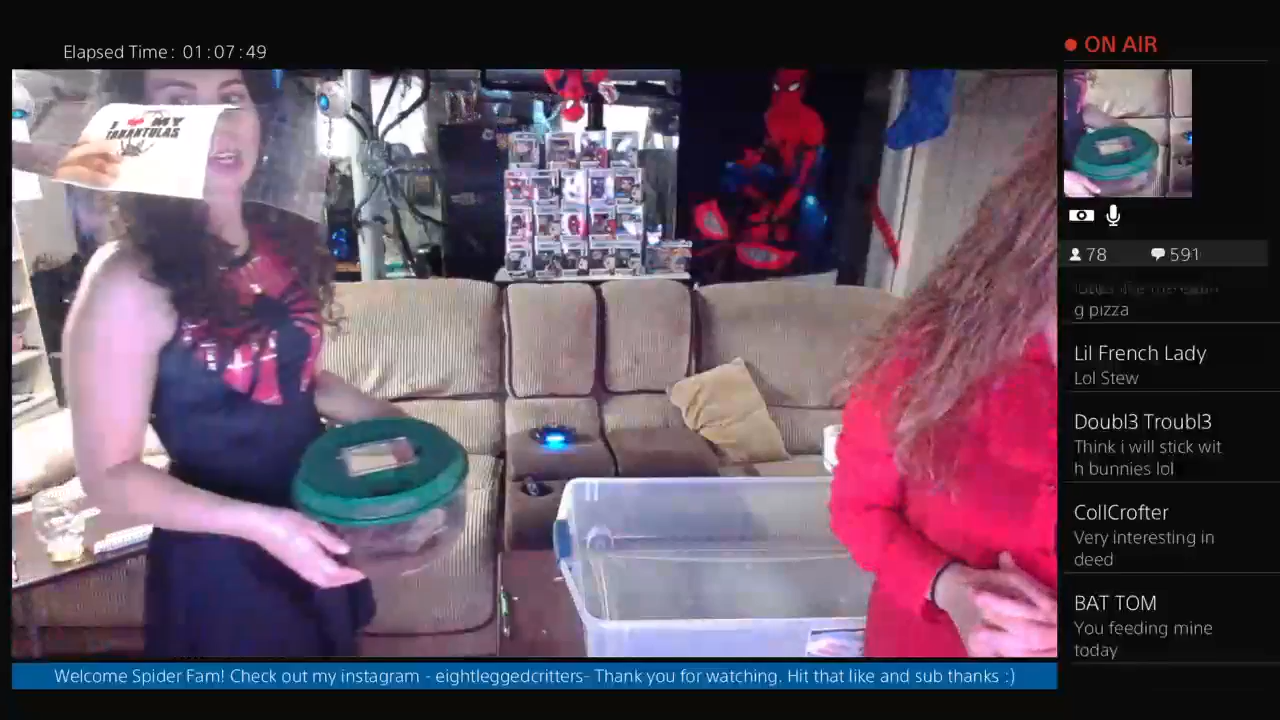 Elapsed Time: 01:07:49
ON AIR
I MY
TARANTULAS
78
591
g pizza
Lil French Lady
Lol Stew
Doubl3 Troubl3
Think i will stick wit
h bunnies lol
CollCrofter
Very interesting in
deed
BAT TOM
You feeding mine
today
Welcome Spider Fam! Check out my instagram - eightleggedcritters- Thank you for watching. Hit that like and sub thanks :)